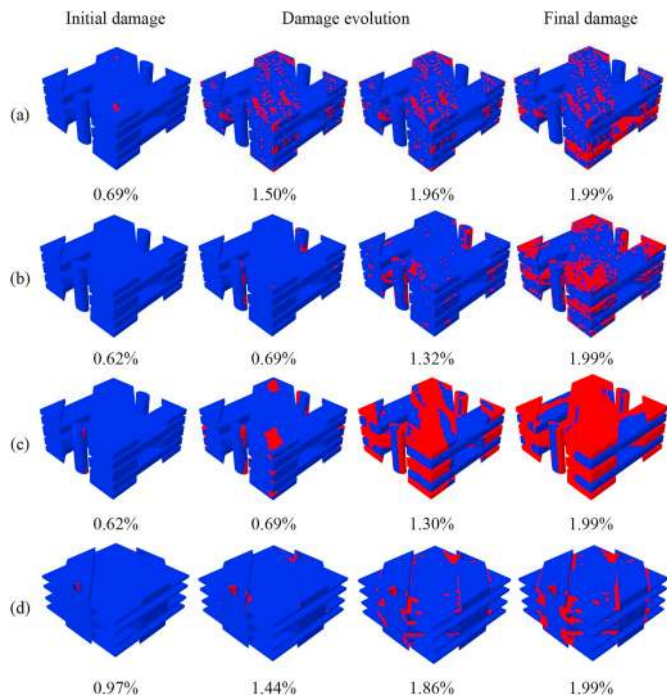 Initial damage Damage evolution Final damage
(a)
0.69% 1.50% 1.96% 1.99%
(b)
0.62% 0.69% 1.32% 1.99%
(c)
0.62% 0.69% 1.30% 1.99%
(d)
0.97% 1.44% 1.86% 1.99%